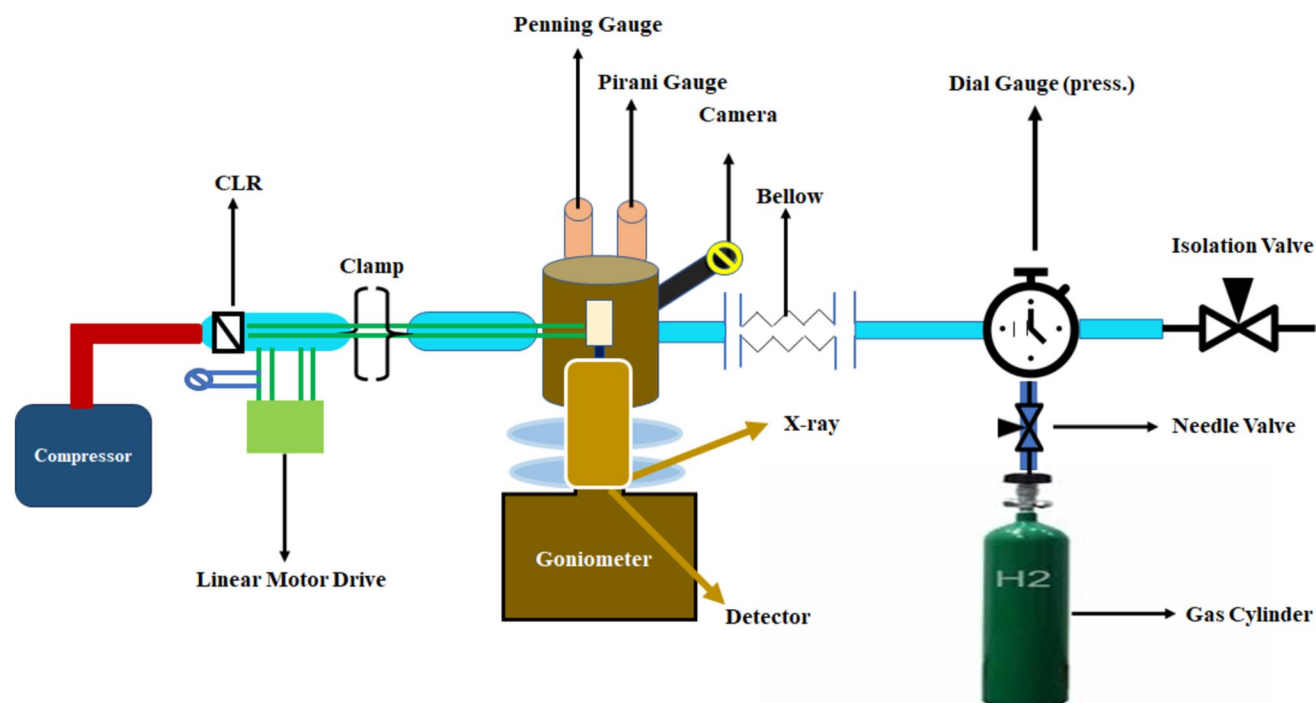 Penning Gauge
Pirani Gauge
Camera
Dial Gauge (press.)
CLR
Bellow
Clamp
Isolation Valve
X-ray
Needle Valve
Compressor
Goniometer
Linear Motor Drive
H2
Detector
Gas Cylinder